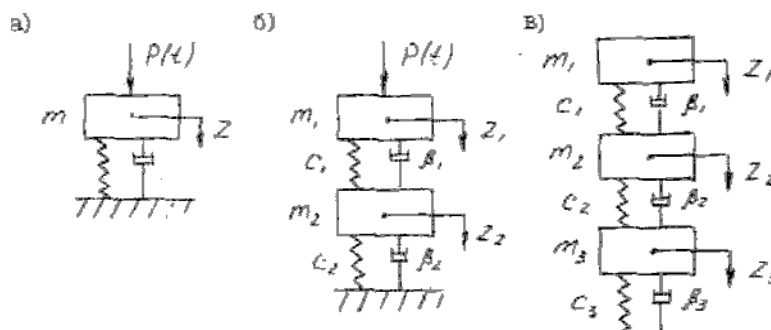 а) б) в)
P(t) P(t)
m z
m₁ z₁
c₁ β₁
m₂ z₂
c₂ β₂
m₁ z₁
c₁ β₁
m₂ z₂
c₂ β₂
m₃ z₃
c₃ β₃